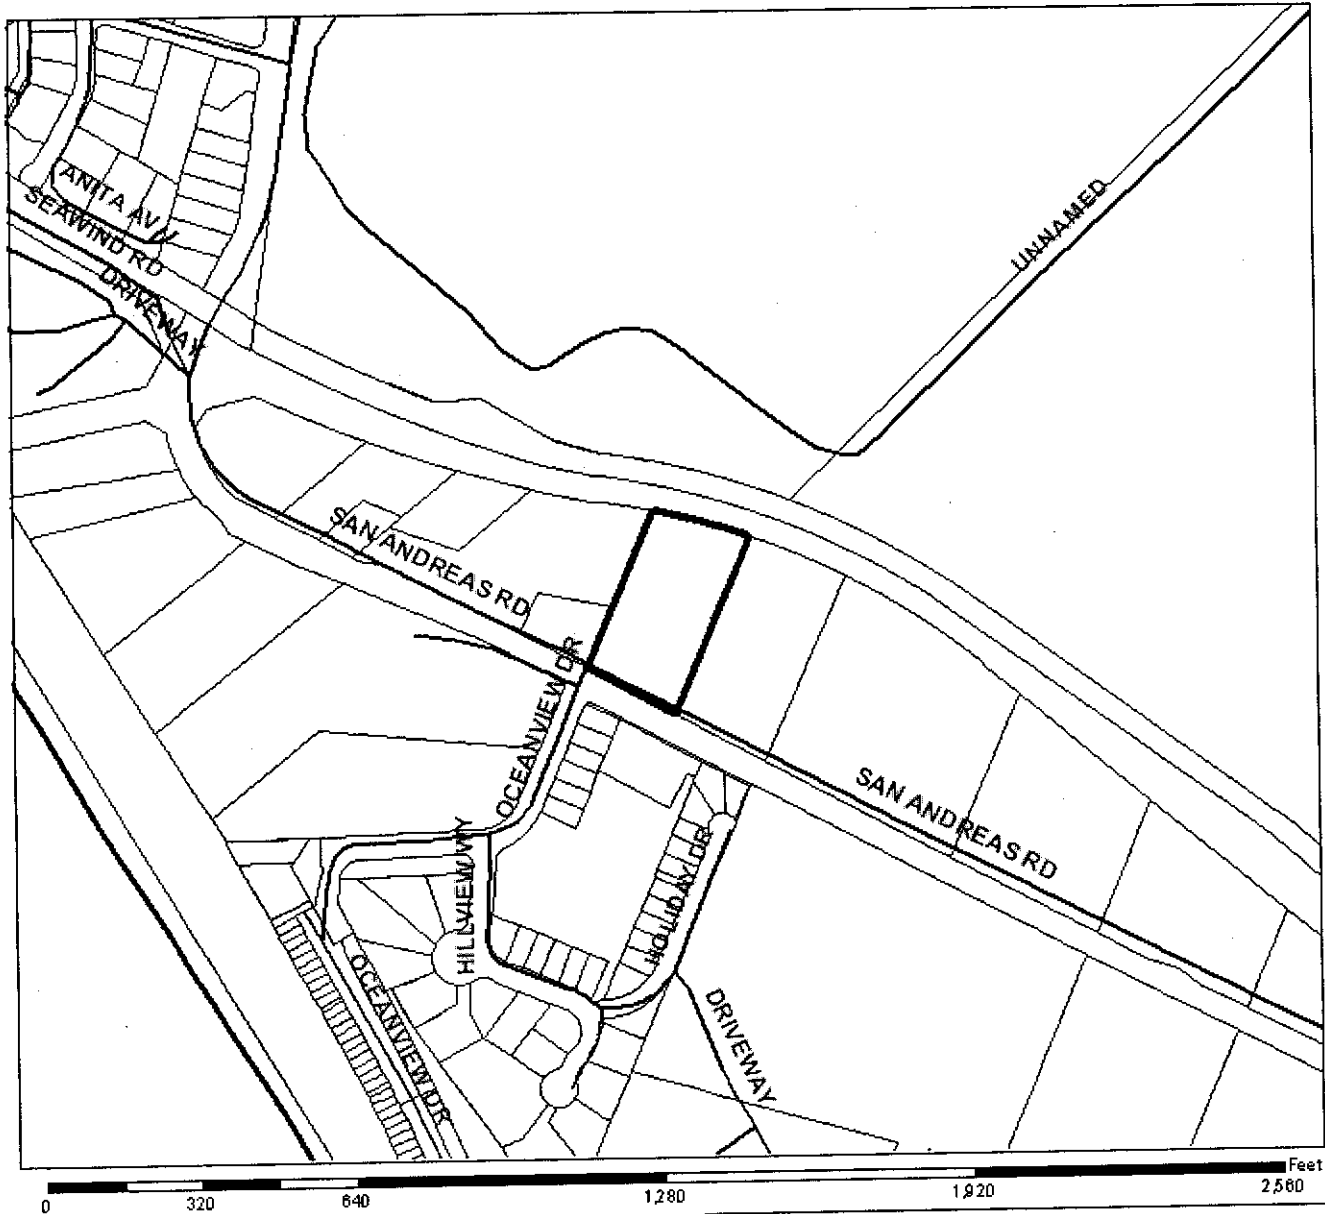 ANITA AV
SEAWIND RD
DRIVEWAY
UNNAMED
SAN ANDREAS RD
OCEANVIEW DR
SAN ANDREAS RD
HILLVIEW WY
HOLIDAY DR
OCEANVIEW DR
DRIVEWAY
Feet
0 320 640 1,280 1,920 2,560